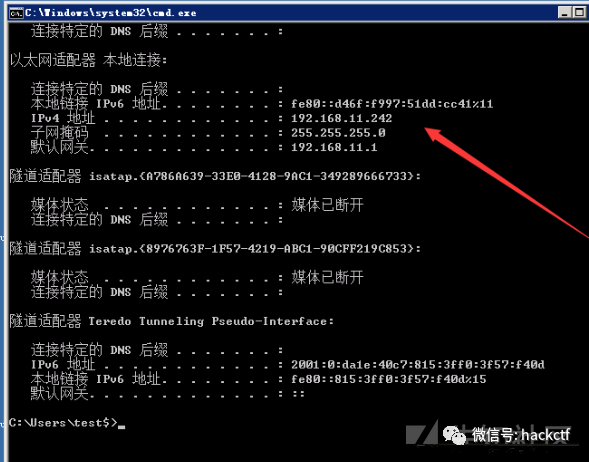 C:\Windows\system32\cmd.exe
连接特定的 DNS 后缀 . . . . . . . :
以太网适配器 本地连接:
连接特定的 DNS 后缀 . . . . . . . :
本地链接 IPv6 地址. . . . . . . . : fe80::d46f:f997:51dd:cc41%11
IPv4 地址 . . . . . . . . . . . . : 192.168.11.242
子网掩码 . . . . . . . . . . . . : 255.255.255.0
默认网关. . . . . . . . . . . . . : 192.168.11.1
隧道适配器 isatap.{A786A639-33E0-4128-9AC1-349289666733}:
媒体状态 . . . . . . . . . . . . : 媒体已断开
连接特定的 DNS 后缀 . . . . . . . :
隧道适配器 isatap.{8976763F-1F57-4219-ABC1-90CFF219C853}:
媒体状态 . . . . . . . . . . . . : 媒体已断开
连接特定的 DNS 后缀 . . . . . . . :
隧道适配器 Teredo Tunneling Pseudo-Interface:
连接特定的 DNS 后缀 . . . . . . . :
IPv6 地址 . . . . . . . . . . . . : 2001:0:da1e:40c7:815:3ff0:3f57:f40d
本地链接 IPv6 地址. . . . . . . . : fe80::815:3ff0:3f57:f40d%15
默认网关. . . . . . . . . . . . . : ::
C:\Users\test$>_
微信号: hackctf